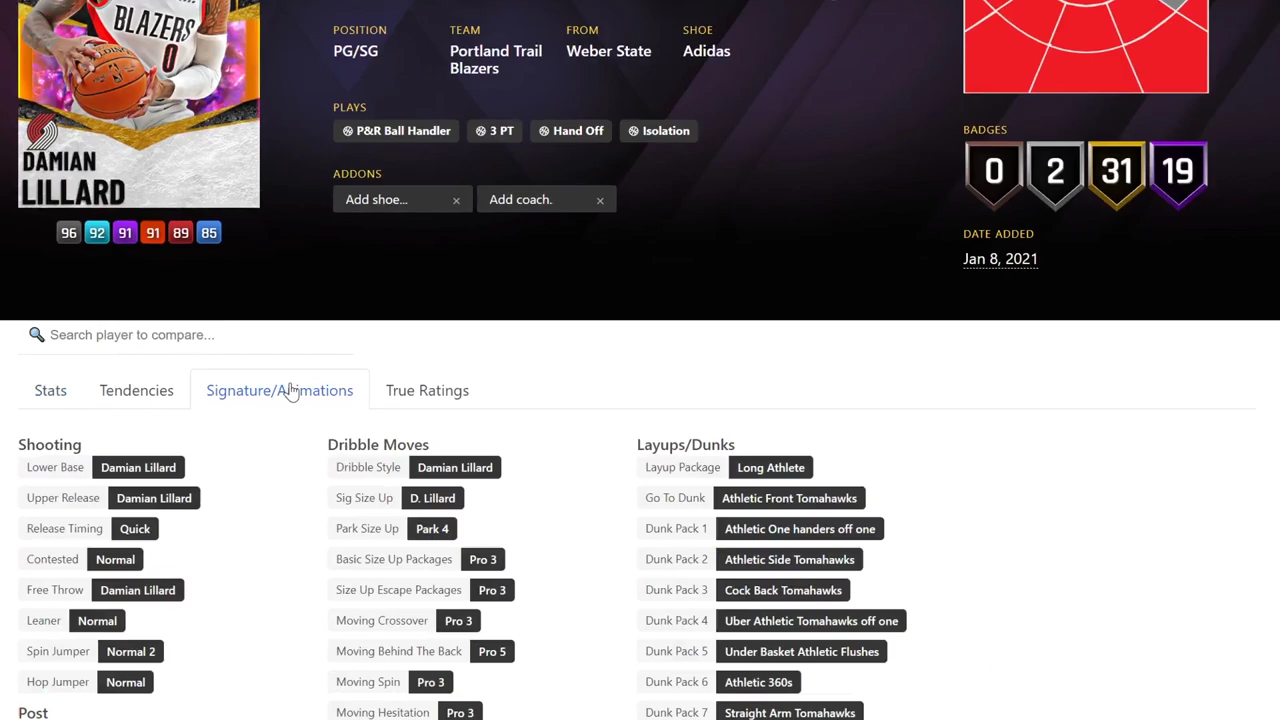 BLAZERS
0
DAMIAN
LILLARD
96 92 91 91 89 85
POSITION TEAM FROM SHOE
PG/SG Portland Trail Blazers Weber State Adidas
PLAYS
P&R Ball Handler 3 PT Hand Off Isolation
ADDONS
Add shoe... × Add coach. ×
BADGES
0 2 31 19
DATE ADDED
Jan 8, 2021
Search player to compare...
Stats Tendencies Signature/Animations True Ratings
Shooting
Lower Base Damian Lillard
Upper Release Damian Lillard
Release Timing Quick
Contested Normal
Free Throw Damian Lillard
Leaner Normal
Spin Jumper Normal 2
Hop Jumper Normal
Post
Dribble Moves
Dribble Style Damian Lillard
Sig Size Up D. Lillard
Park Size Up Park 4
Basic Size Up Packages Pro 3
Size Up Escape Packages Pro 3
Moving Crossover Pro 3
Moving Behind The Back Pro 5
Moving Spin Pro 3
Moving Hesitation Pro 3
Layups/Dunks
Layup Package Long Athlete
Go To Dunk Athletic Front Tomahawks
Dunk Pack 1 Athletic One handers off one
Dunk Pack 2 Athletic Side Tomahawks
Dunk Pack 3 Cock Back Tomahawks
Dunk Pack 4 Uber Athletic Tomahawks off one
Dunk Pack 5 Under Basket Athletic Flushes
Dunk Pack 6 Athletic 360s
Dunk Pack 7 Straight Arm Tomahawks